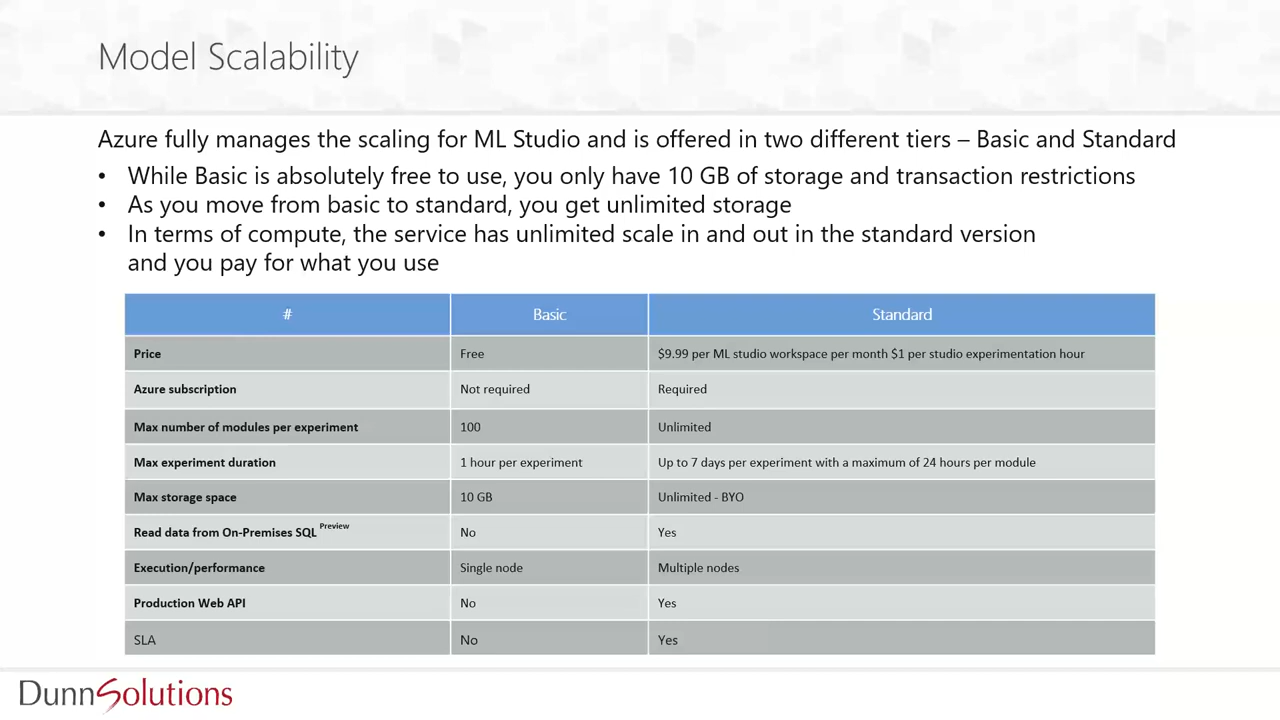 Model Scalability
Azure fully manages the scaling for ML Studio and is offered in two different tiers – Basic and Standard
• While Basic is absolutely free to use, you only have 10 GB of storage and transaction restrictions
• As you move from basic to standard, you get unlimited storage
• In terms of compute, the service has unlimited scale in and out in the standard version
and you pay for what you use
# Basic Standard
Price Free $9.99 per ML studio workspace per month $1 per studio experimentation hour
Azure subscription Not required Required
Max number of modules per experiment 100 Unlimited
Max experiment duration 1 hour per experiment Up to 7 days per experiment with a maximum of 24 hours per module
Max storage space 10 GB Unlimited - BYO
Read data from On-Premises SQL Preview No Yes
Execution/performance Single node Multiple nodes
Production Web API No Yes
SLA No Yes
DunnSolutions